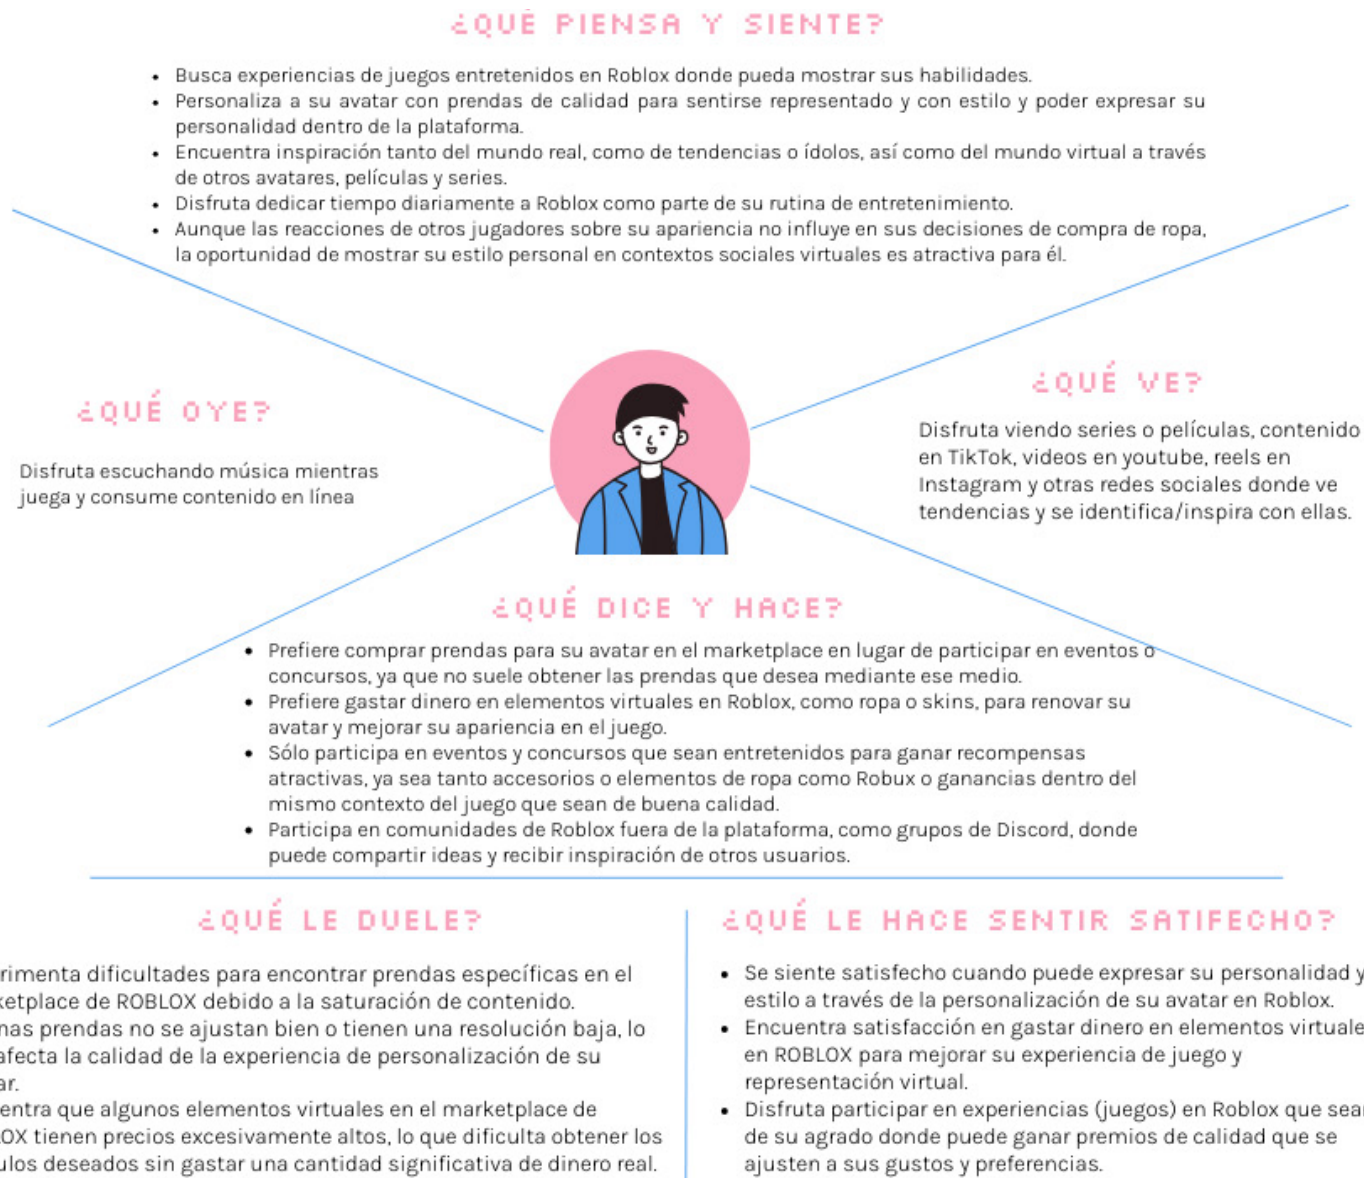 ¿QUÉ PIENSA Y SIENTE?
• Busca experiencias de juegos entretenidos en Roblox donde pueda mostrar sus habilidades.
• Personaliza a su avatar con prendas de calidad para sentirse representado y con estilo y poder expresar su
personalidad dentro de la plataforma.
• Encuentra inspiración tanto del mundo real, como de tendencias o ídolos, así como del mundo virtual a través
de otros avatares, películas y series.
• Disfruta dedicar tiempo diariamente a Roblox como parte de su rutina de entretenimiento.
• Aunque las reacciones de otros jugadores sobre su apariencia no influye en sus decisiones de compra de ropa,
la oportunidad de mostrar su estilo personal en contextos sociales virtuales es atractiva para él.
¿QUÉ OYE?
Disfruta escuchando música mientras
juega y consume contenido en línea
¿QUÉ VE?
Disfruta viendo series o películas, contenido
en TikTok, videos en youtube, reels en
Instagram y otras redes sociales donde ve
tendencias y se identifica/inspira con ellas.
¿QUÉ DICE Y HACE?
• Prefiere comprar prendas para su avatar en el marketplace en lugar de participar en eventos o
concursos, ya que no suele obtener las prendas que desea mediante ese medio.
• Prefiere gastar dinero en elementos virtuales en Roblox, como ropa o skins, para renovar su
avatar y mejorar su apariencia en el juego.
• Sólo participa en eventos y concursos que sean entretenidos para ganar recompensas
atractivas, ya sea tanto accesorios o elementos de ropa como Robux o ganancias dentro del
mismo contexto del juego que sean de buena calidad.
• Participa en comunidades de Roblox fuera de la plataforma, como grupos de Discord, donde
puede compartir ideas y recibir inspiración de otros usuarios.
¿QUÉ LE DUELE?
rimenta dificultades para encontrar prendas específicas en el
ketplace de ROBLOX debido a la saturación de contenido.
nas prendas no se ajustan bien o tienen una resolución baja, lo
afecta la calidad de la experiencia de personalización de su
ar.
entra que algunos elementos virtuales en el marketplace de
OX tienen precios excesivamente altos, lo que dificulta obtener los
ulos deseados sin gastar una cantidad significativa de dinero real.
¿QUÉ LE HACE SENTIR SATIFECHO?
• Se siente satisfecho cuando puede expresar su personalidad y
estilo a través de la personalización de su avatar en Roblox.
• Encuentra satisfacción en gastar dinero en elementos virtuale
en ROBLOX para mejorar su experiencia de juego y
representación virtual.
• Disfruta participar en experiencias (juegos) en Roblox que sean
de su agrado donde puede ganar premios de calidad que se
ajusten a sus gustos y preferencias.